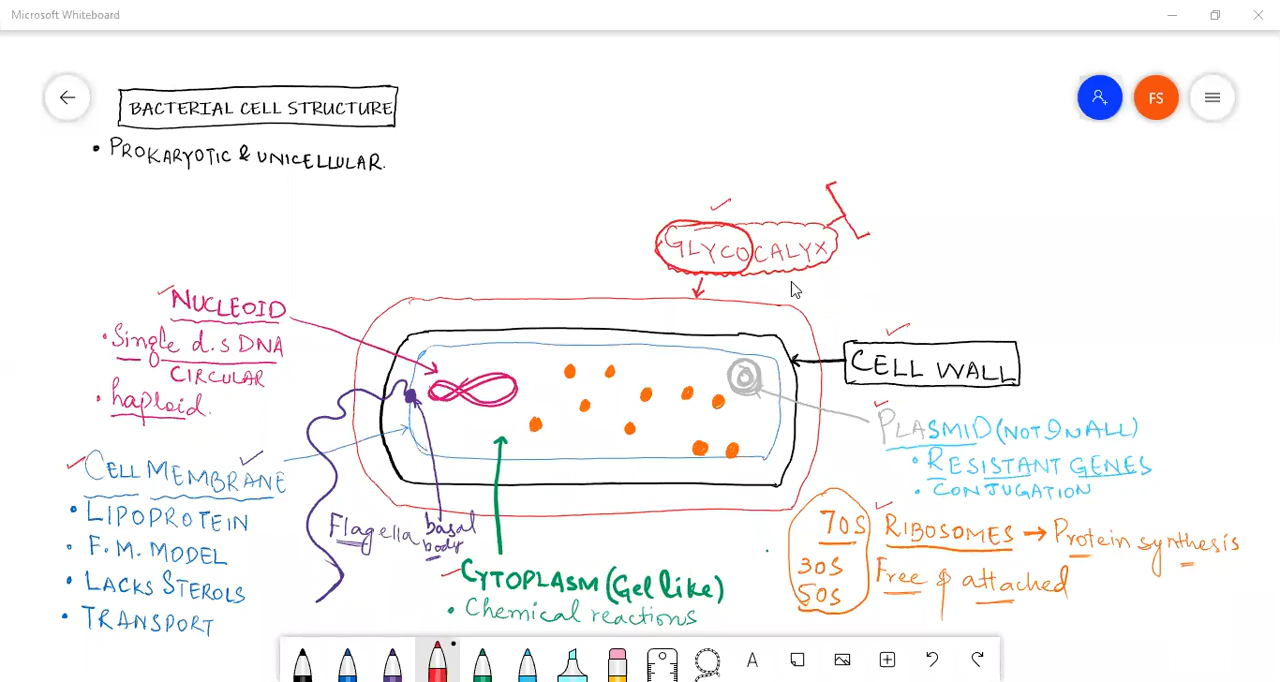 Microsoft Whiteboard
FS
BACTERIAL CELL STRUCTURE
• PROKARYOTIC & UNICELLULAR.
GLYCOCALYX
NUCLEOID
• Single d.s DNA
CIRCULAR
• haploid.
CELL WALL
PLASMID (NOT IN ALL)
• RESISTANT GENES
• CONJUGATION
CELL MEMBRANE
• LIPOPROTEIN
• F.M. MODEL
• LACKS STEROLS
• TRANSPORT
Flagella basal
body
CYTOPLASM (Gel like)
• Chemical reactions
70S
30S
50S
RIBOSOMES → Protein synthesis
Free & attached
A